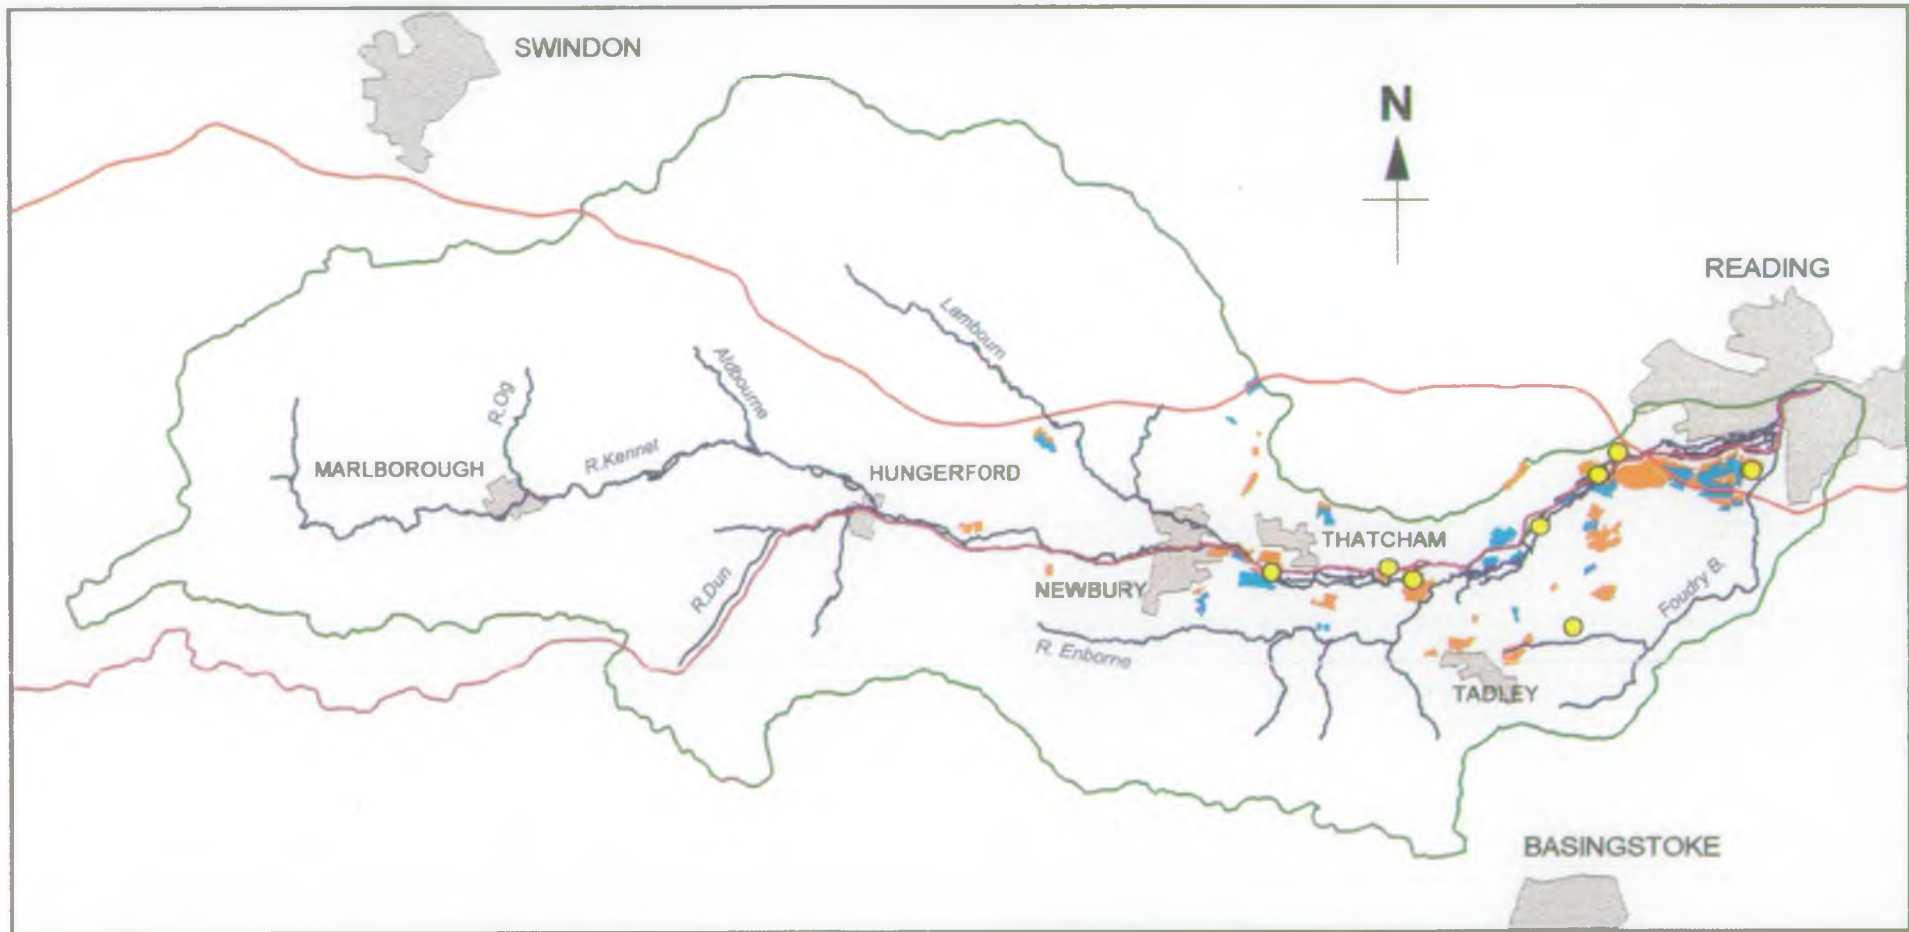 SWINDON
N
READING
Lambourn
Aldbourne
R.Og
R.Kennet
MARLBOROUGH
HUNGERFORD
THATCHAM
R.Dun
NEWBURY
Foudry B.
R. Enborne
TADLEY
BASINGSTOKE